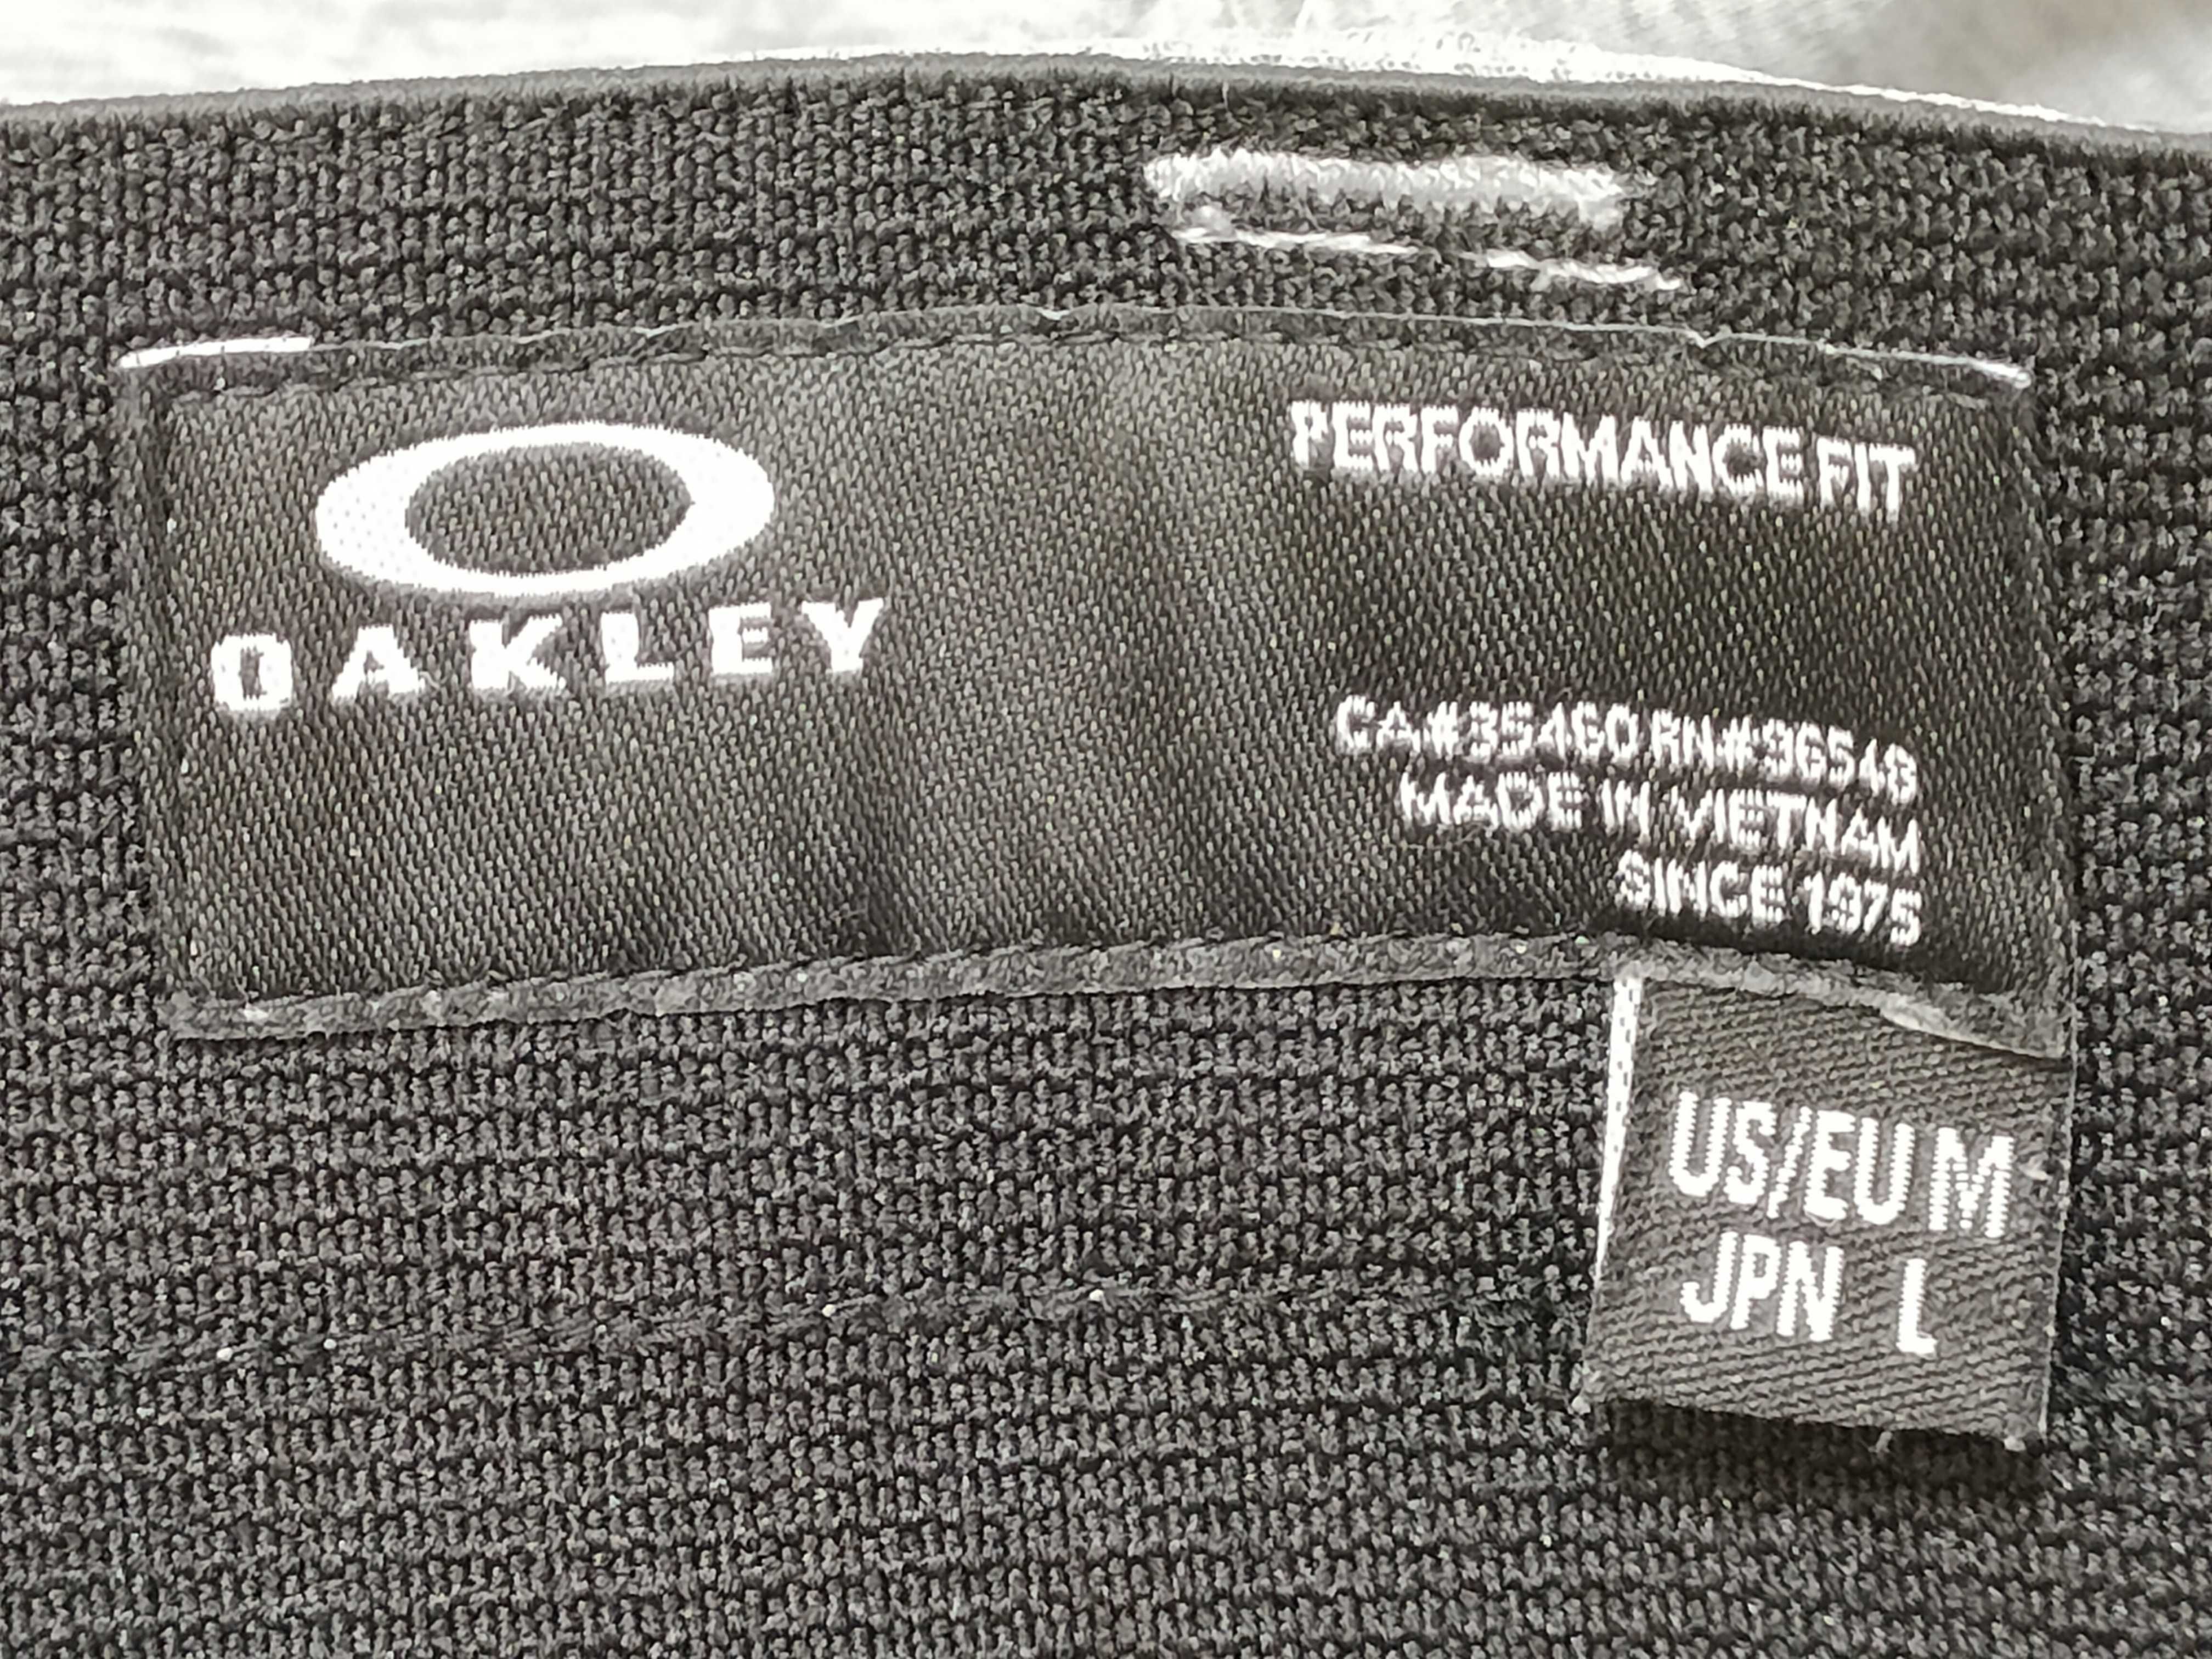 OAKLEY
PERFORMANCE FIT
CA#35460 RN#96548
MADE IN VIETNAM
SINCE 1975
US/EU M
JPN L